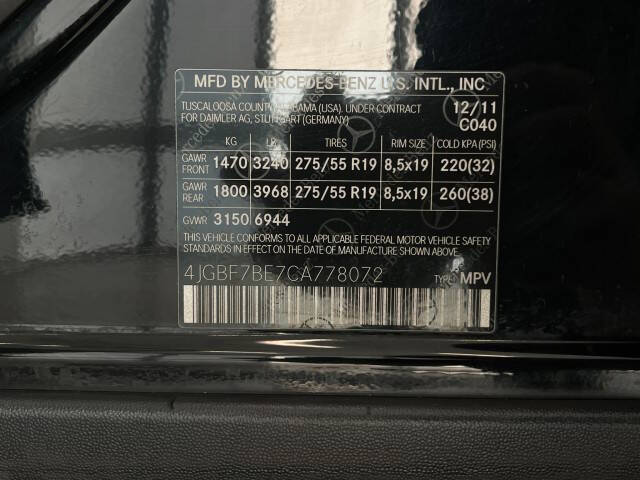 MFD BY MERCEDES-BENZ U.S. INTL., INC.
TUSCALOOSA COUNTY, ALABAMA (USA). UNDER CONTRACT 12/11
FOR DAIMLER AG, STUTTGART (GERMANY) C040
KG LB TIRES RIM SIZE COLD KPA (PSI)
GAWR FRONT 1470 3240 275/55 R19 8,5x19 220(32)
GAWR REAR 1800 3968 275/55 R19 8,5x19 260(38)
GVWR 3150 6944
THIS VEHICLE CONFORMS TO ALL APPLICABLE FEDERAL MOTOR VEHICLE SAFETY
STANDARDS IN EFFECT ON THE DATE OF MANUFACTURE SHOWN ABOVE.
4JGBF7BE7CA778072 TYPE: MPV